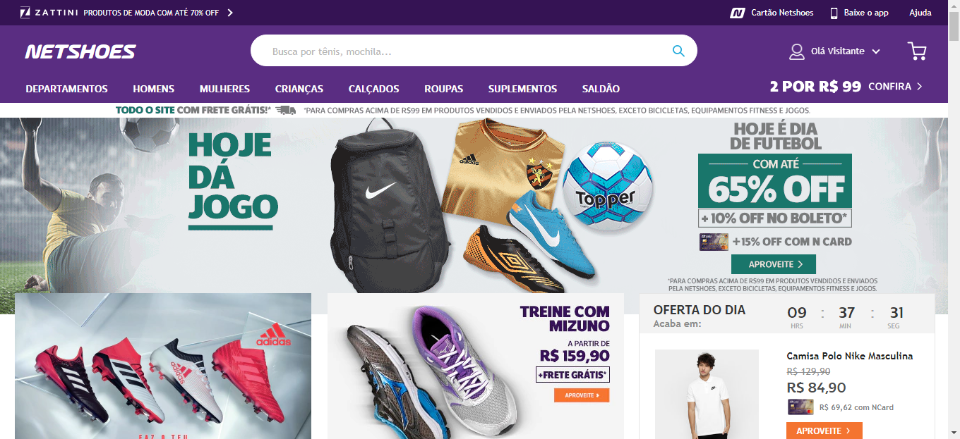 ZATTINI PRODUTOS DE MODA COM ATÉ 70% OFF
Cartão Netshoes
Baixe o app
Ajuda
NETSHOES
Busca por tênis, mochila...
Olá Visitante
DEPARTAMENTOS HOMENS MULHERES CRIANÇAS CALÇADOS ROUPAS SUPLEMENTOS SALDÃO
2 POR R$ 99 CONFIRA
TODO O SITE COM FRETE GRÁTIS!* *PARA COMPRAS ACIMA DE R$99 EM PRODUTOS VENDIDOS E ENVIADOS PELA NETSHOES. EXCETO BICICLETAS, EQUIPAMENTOS FITNESS E JOGOS.
HOJE
DÁ
JOGO
adidas
Topper
HOJE É DIA
DE FUTEBOL
COM ATÉ
65% OFF
+ 10% OFF NO BOLETO*
+ 15% OFF COM N CARD
APROVEITE
*PARA COMPRAS ACIMA DE R$99 EM PRODUTOS VENDIDOS E ENVIADOS
PELA NETSHOES, EXCETO BICICLETAS, EQUIPAMENTOS FITNESS E JOGOS.
adidas
TREINE COM
MIZUNO
A PARTIR DE
R$ 159,90
+FRETE GRÁTIS*
APROVEITE
OFERTA DO DIA
Acaba em:
09 : 37 : 31
HRS MIN SEG
Camisa Polo Nike Masculina
R$ 129,90
R$ 84,90
R$ 69,62 com NCard
APROVEITE